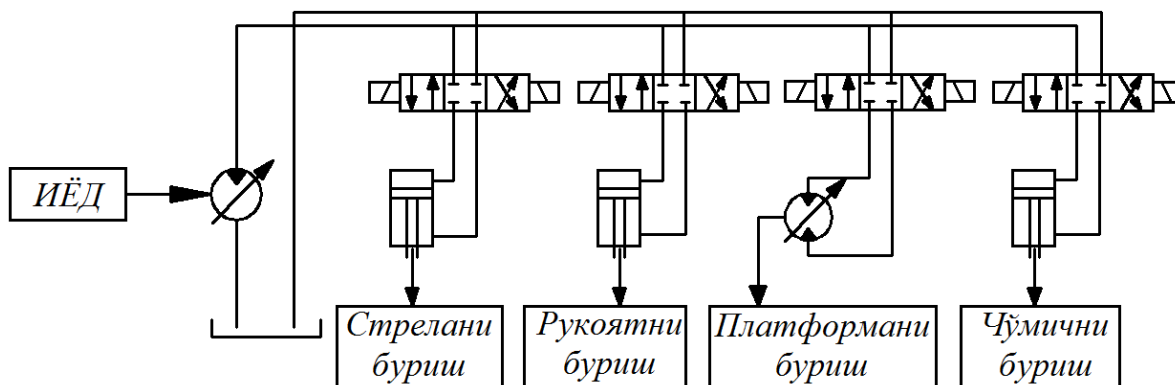 ИЁД
Стрелани
буриш
Рукоятни
буриш
Платформани
буриш
Чўмични
буриш